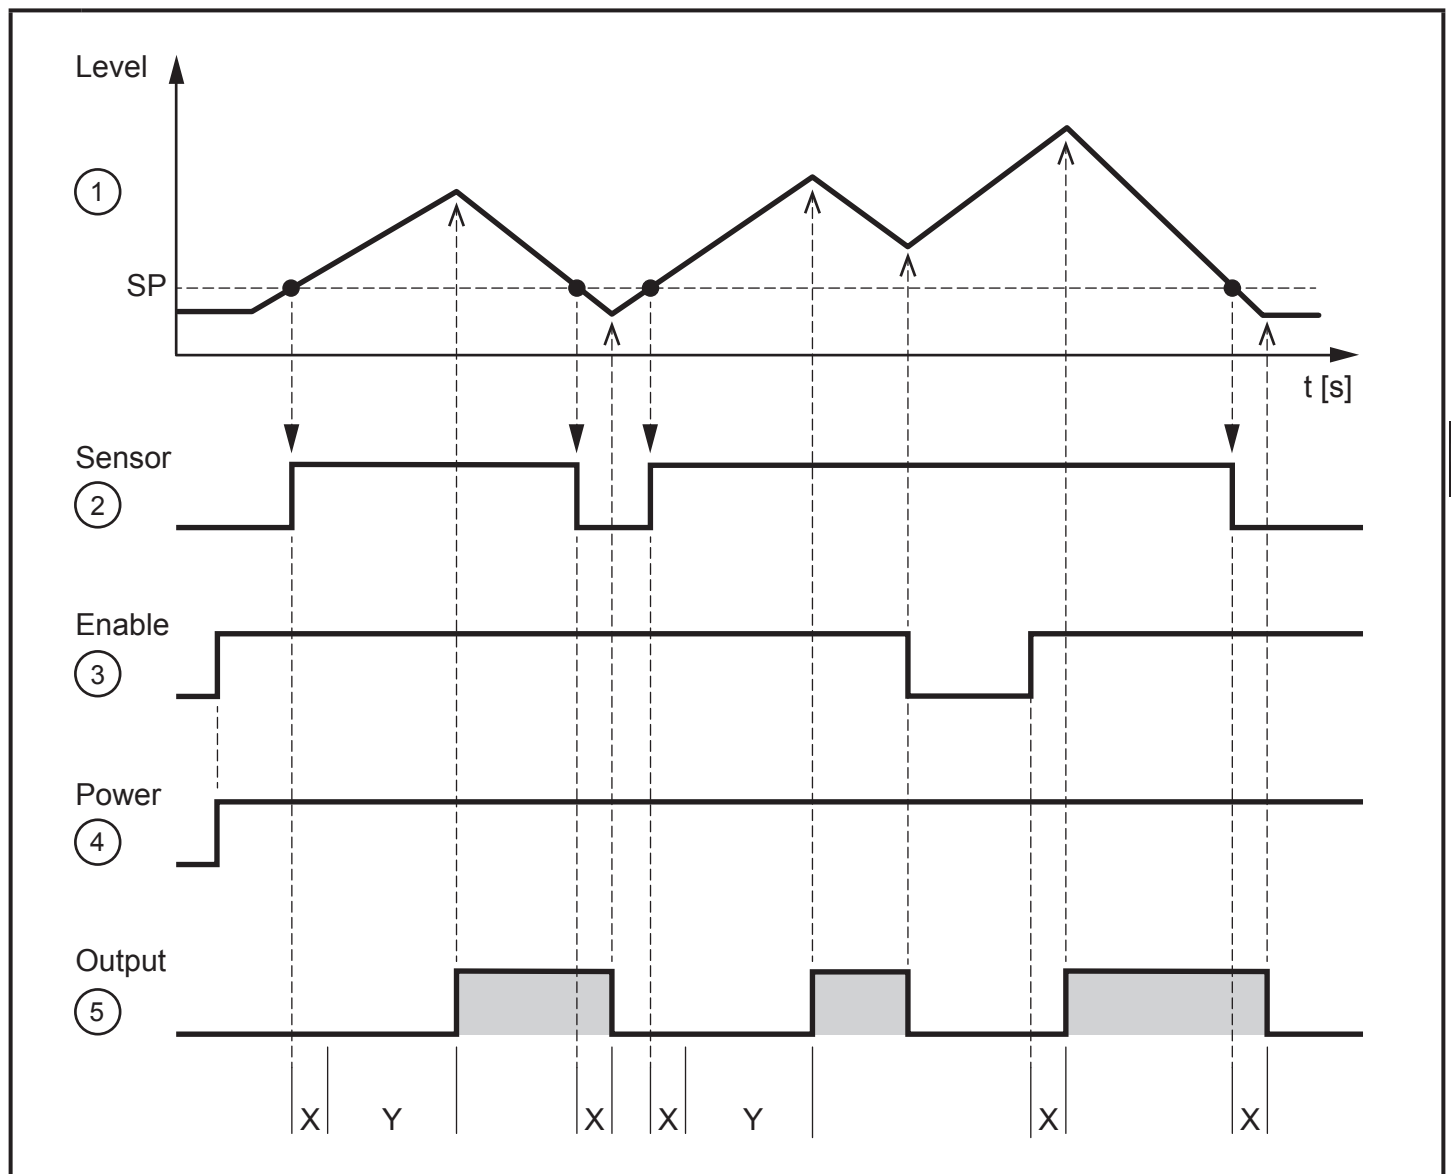 Level
1
SP
t [s]
Sensor
2
Enable
3
Power
4
Output
5
X Y X X Y X X